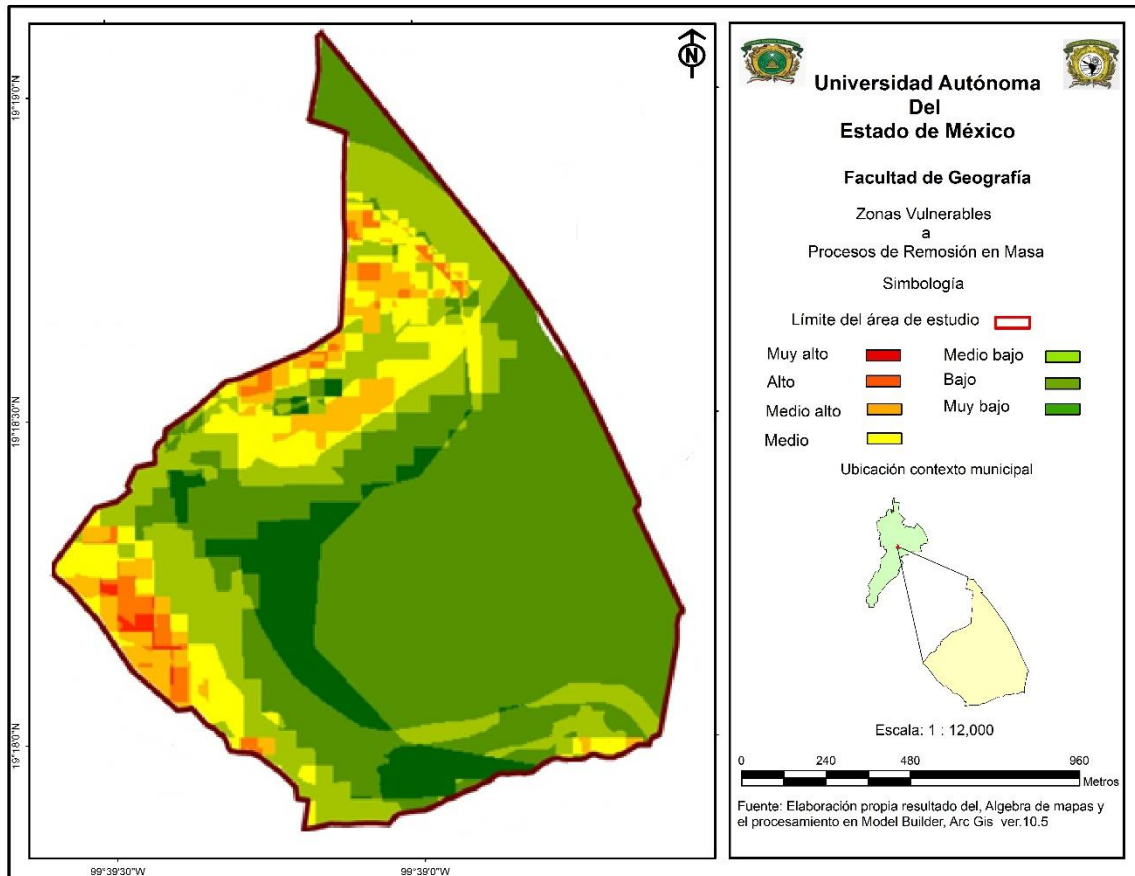 N
19°19'0"N
19°18'30"N
19°18'0"N
99°39'30"W
99°39'0"W
Universidad Autónoma
Del
Estado de México
Facultad de Geografía
Zonas Vulnerables
a
Procesos de Remosión en Masa
Simbología
Límite del área de estudio
Muy alto
Medio bajo
Alto
Bajo
Medio alto
Muy bajo
Medio
Ubicación contexto municipal
Escala: 1 : 12,000
0 240 480 960
Metros
Fuente: Elaboración propia resultado del, Algebra de mapas y
el procesamiento en Model Builder, Arc Gis ver.10.5